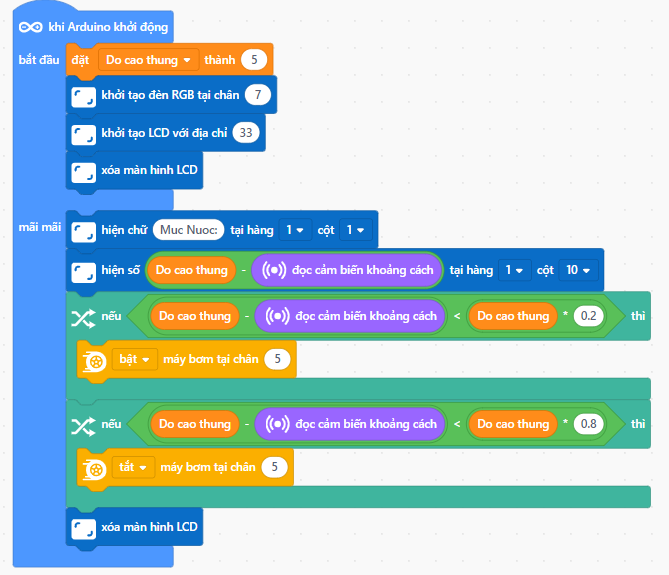 khi Arduino khởi động
bắt đầu đặt Do cao thung thành 5
khởi tạo đèn RGB tại chân 7
khởi tạo LCD với địa chỉ 33
xóa màn hình LCD
mãi mãi hiện chữ Muc Nuoc: tại hàng 1 cột 1
hiện số Do cao thung - đọc cảm biến khoảng cách tại hàng 1 cột 10
nếu Do cao thung - đọc cảm biến khoảng cách < Do cao thung * 0.2 thì
bật máy bơm tại chân 5
nếu Do cao thung - đọc cảm biến khoảng cách < Do cao thung * 0.8 thì
tắt máy bơm tại chân 5
xóa màn hình LCD